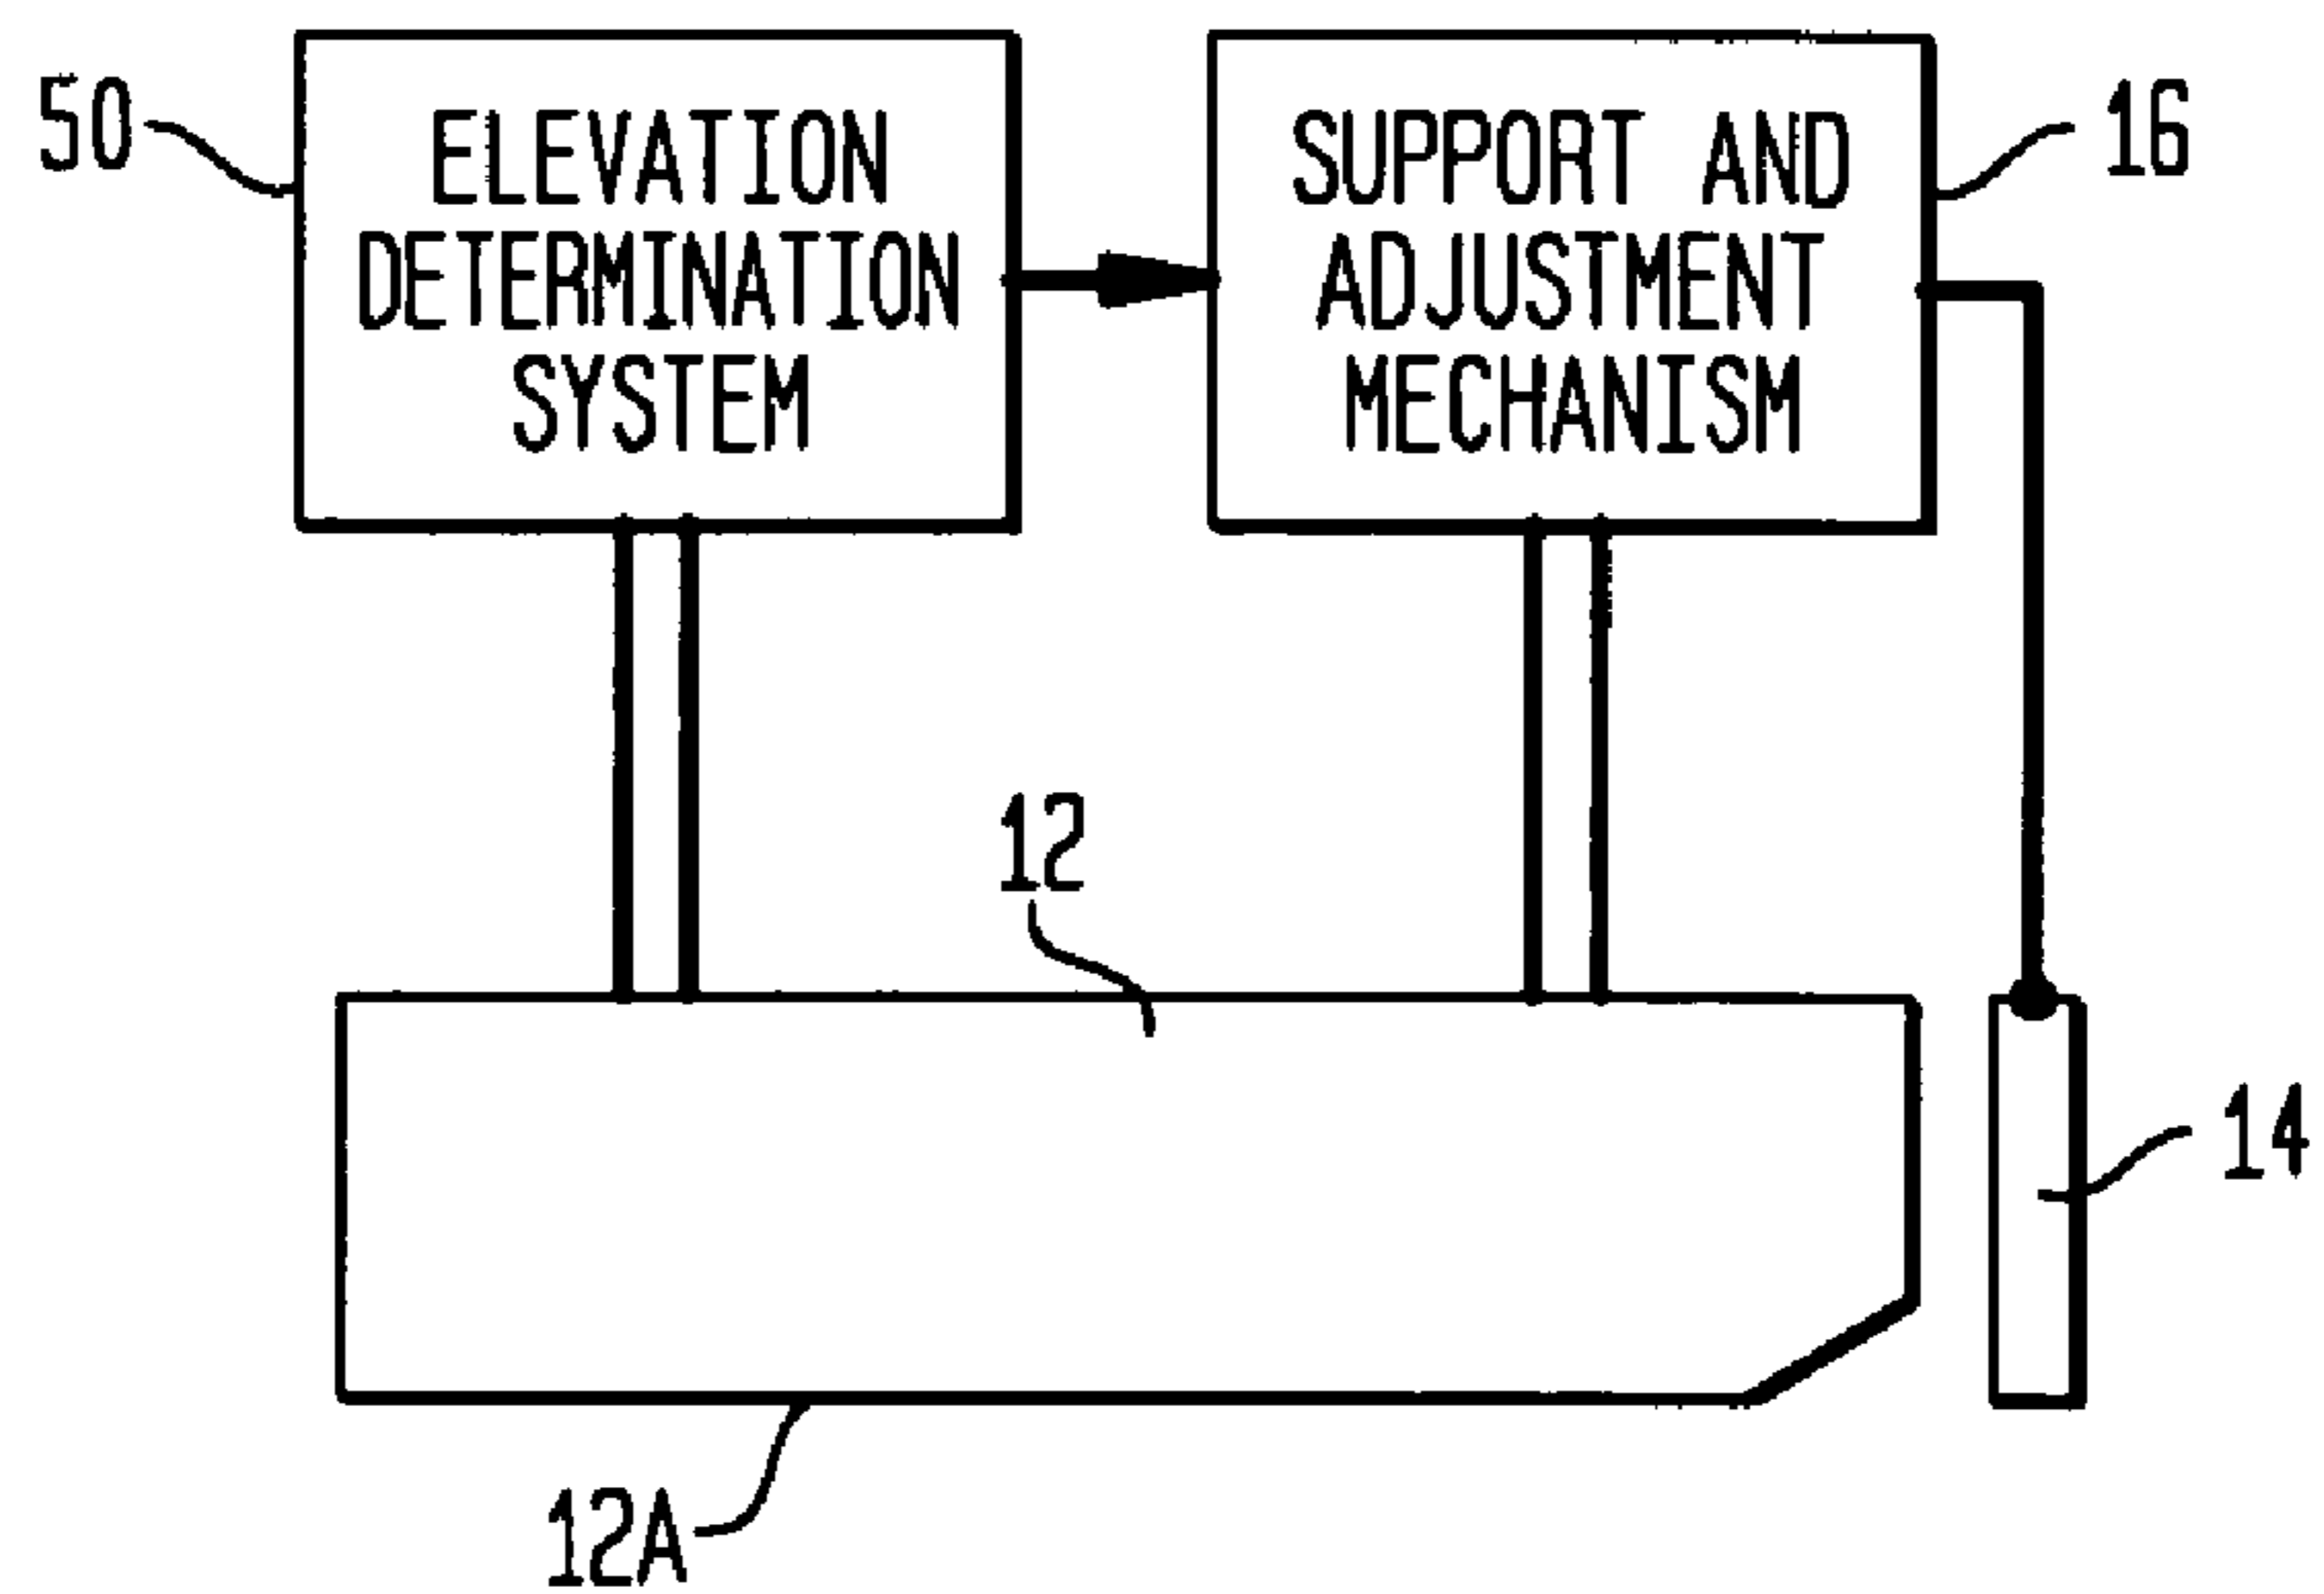 50
ELEVATION
DETERMINATION
SYSTEM
SUPPORT AND
ADJUSTMENT
MECHANISM
16
12
14
12A